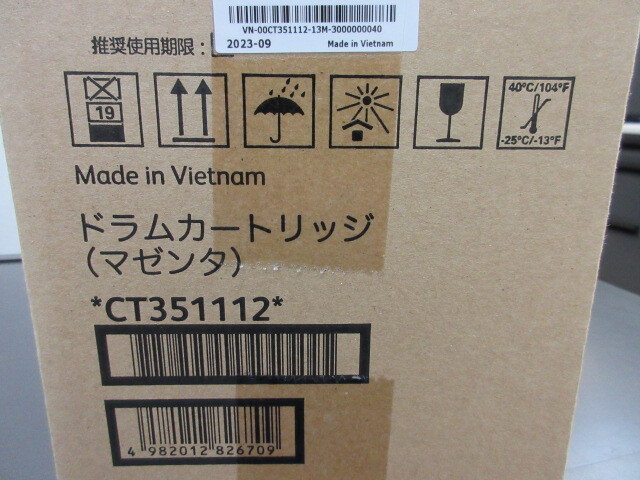 VN-00CT351112-13M-3000000040
推奨使用期限：
2023-09 Made in Vietnam
19
40°C/104°F
-25°C/-13°F
Made in Vietnam
ドラムカートリッジ
（マゼンタ）
*CT351112*
4 982012 826709